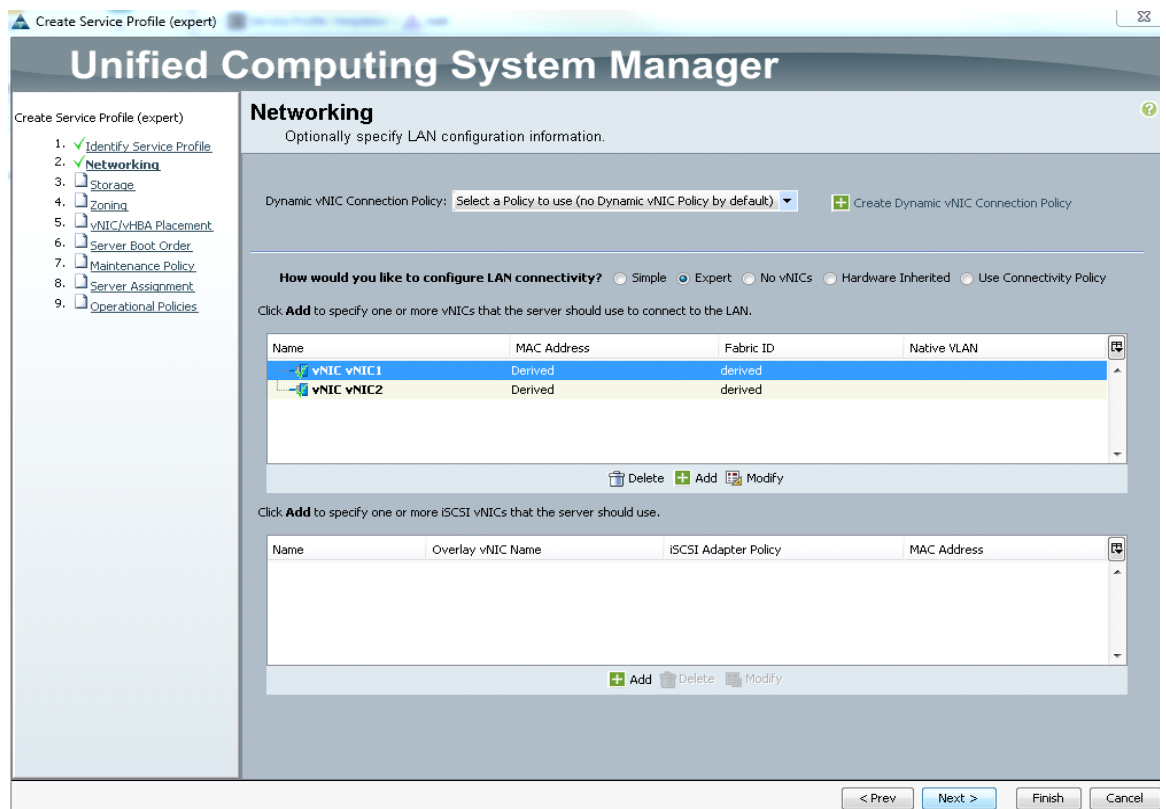 Create Service Profile (expert)
Unified Computing System Manager
Create Service Profile (expert)
1. Identify Service Profile
2. Networking
3. Storage
4. Zoning
5. vNIC/vHBA Placement
6. Server Boot Order
7. Maintenance Policy
8. Server Assignment
9. Operational Policies
Networking
Optionally specify LAN configuration information.
Dynamic vNIC Connection Policy: Select a Policy to use (no Dynamic vNIC Policy by default) Create Dynamic vNIC Connection Policy
How would you like to configure LAN connectivity? Simple Expert No vNICs Hardware Inherited Use Connectivity Policy
Click Add to specify one or more vNICs that the server should use to connect to the LAN.
Name MAC Address Fabric ID Native VLAN
vNIC vNIC1 Derived derived
vNIC vNIC2 Derived derived
Delete Add Modify
Click Add to specify one or more iSCSI vNICs that the server should use.
Name Overlay vNIC Name iSCSI Adapter Policy MAC Address
Add Delete Modify
< Prev Next > Finish Cancel